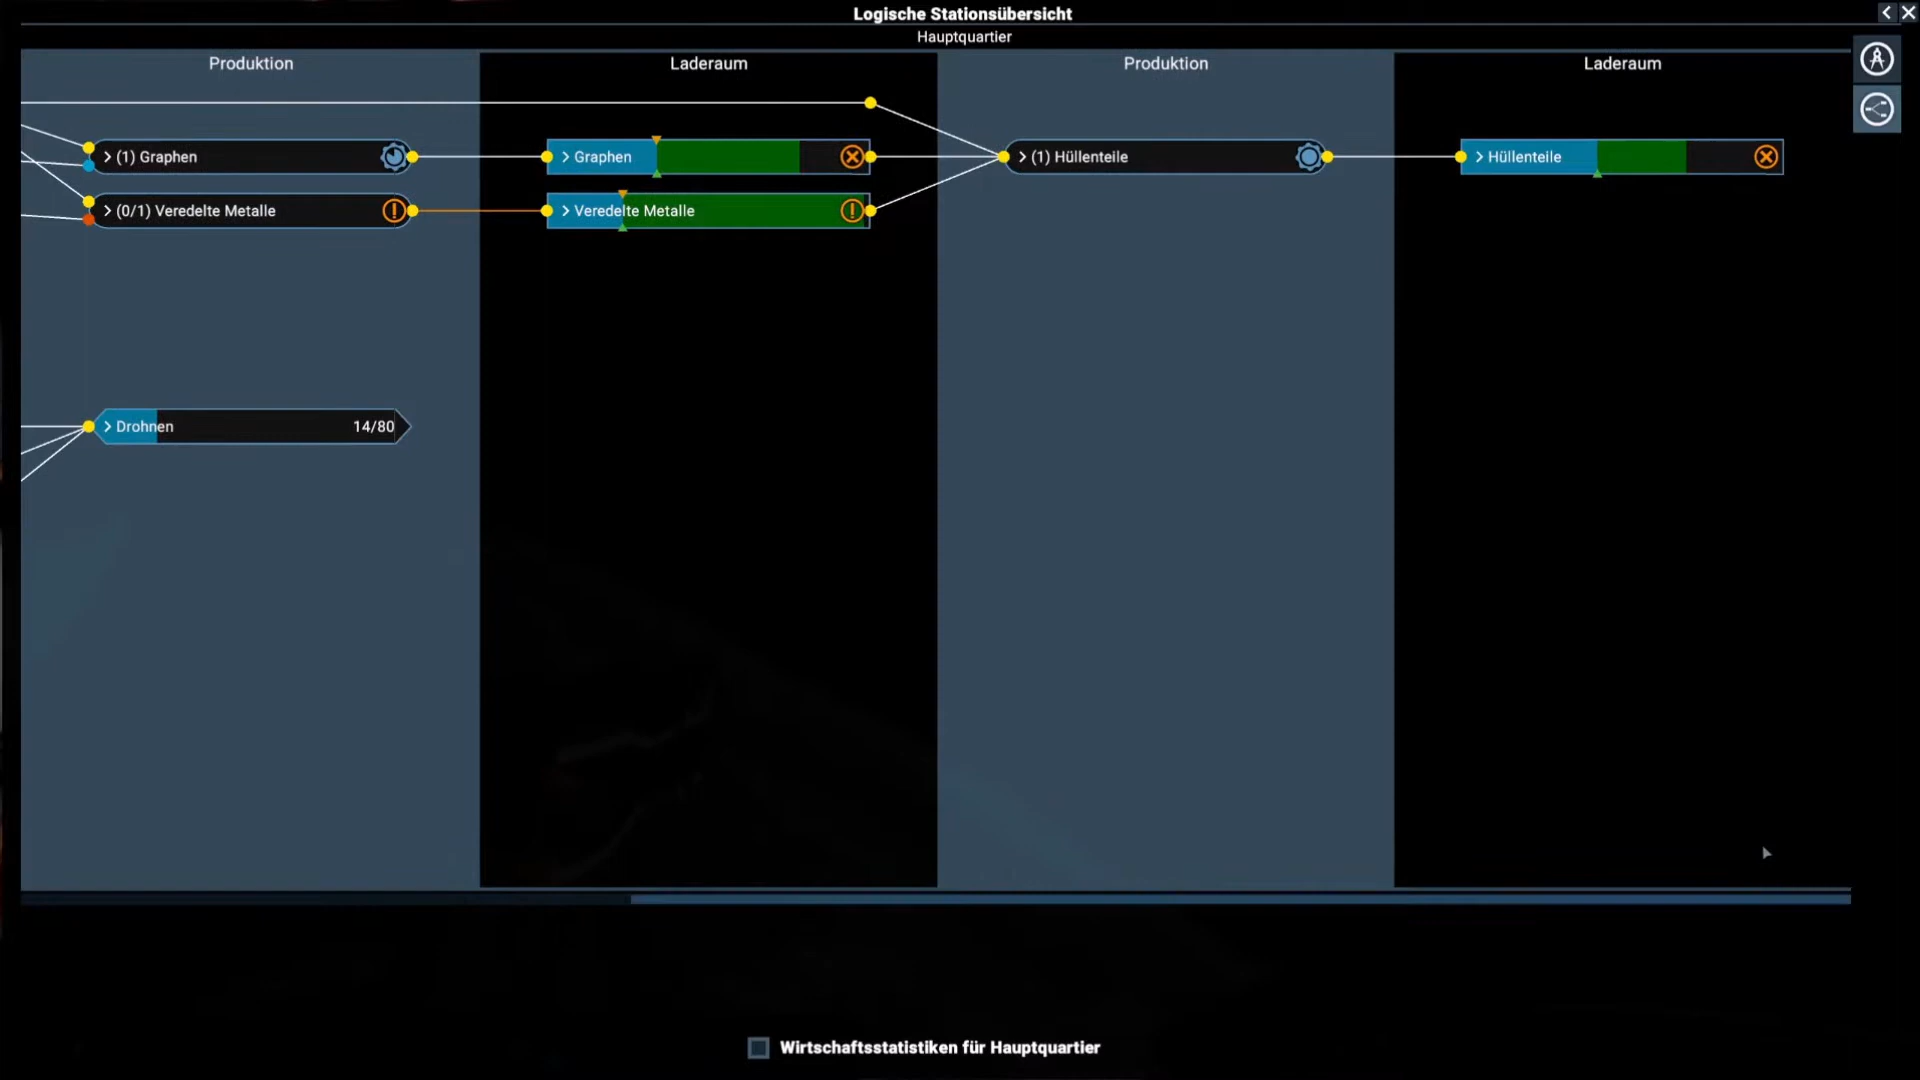 Logische Stationsübersicht
Hauptquartier
Produktion
Laderaum
Produktion
Laderaum
(1) Graphen
Graphen
(1) Hüllenteile
Hüllenteile
(0/1) Veredelte Metalle
Veredelte Metalle
Drohnen 14/80
Wirtschaftsstatistiken für Hauptquartier